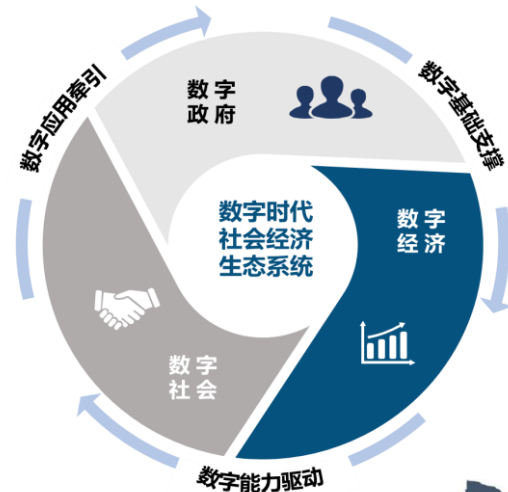 数字应用牵引
数字基础支撑
数字
政府
数字时代
社会经济
生态系统
数字
经济
数字
社会
数字能力驱动